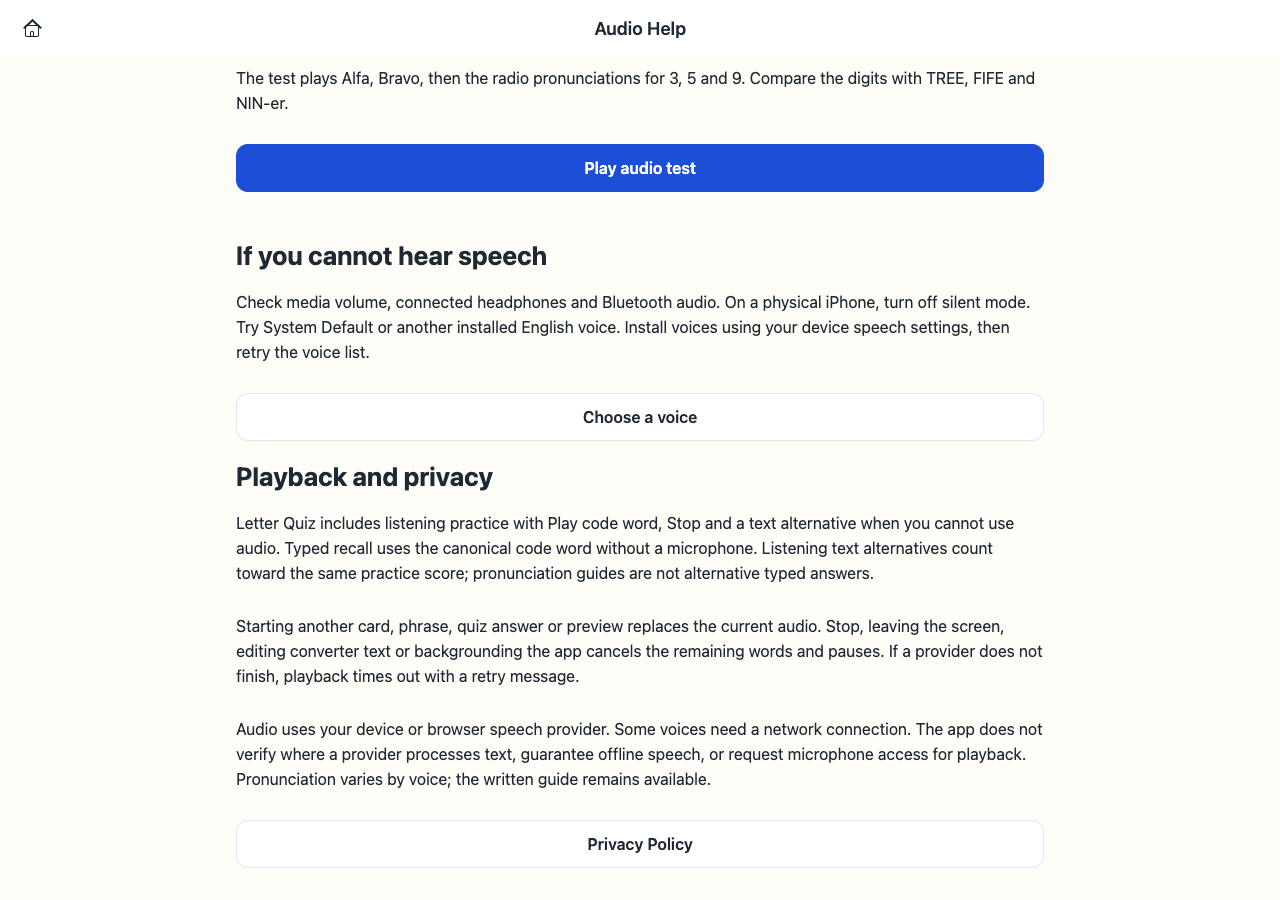 Audio Help
The test plays Alfa, Bravo, then the radio pronunciations for 3, 5 and 9. Compare the digits with TREE, FIFE and
NIN-er.
Play audio test
If you cannot hear speech
Check media volume, connected headphones and Bluetooth audio. On a physical iPhone, turn off silent mode.
Try System Default or another installed English voice. Install voices using your device speech settings, then
retry the voice list.
Choose a voice
Playback and privacy
Letter Quiz includes listening practice with Play code word, Stop and a text alternative when you cannot use
audio. Typed recall uses the canonical code word without a microphone. Listening text alternatives count
toward the same practice score; pronunciation guides are not alternative typed answers.
Starting another card, phrase, quiz answer or preview replaces the current audio. Stop, leaving the screen,
editing converter text or backgrounding the app cancels the remaining words and pauses. If a provider does not
finish, playback times out with a retry message.
Audio uses your device or browser speech provider. Some voices need a network connection. The app does not
verify where a provider processes text, guarantee offline speech, or request microphone access for playback.
Pronunciation varies by voice; the written guide remains available.
Privacy Policy